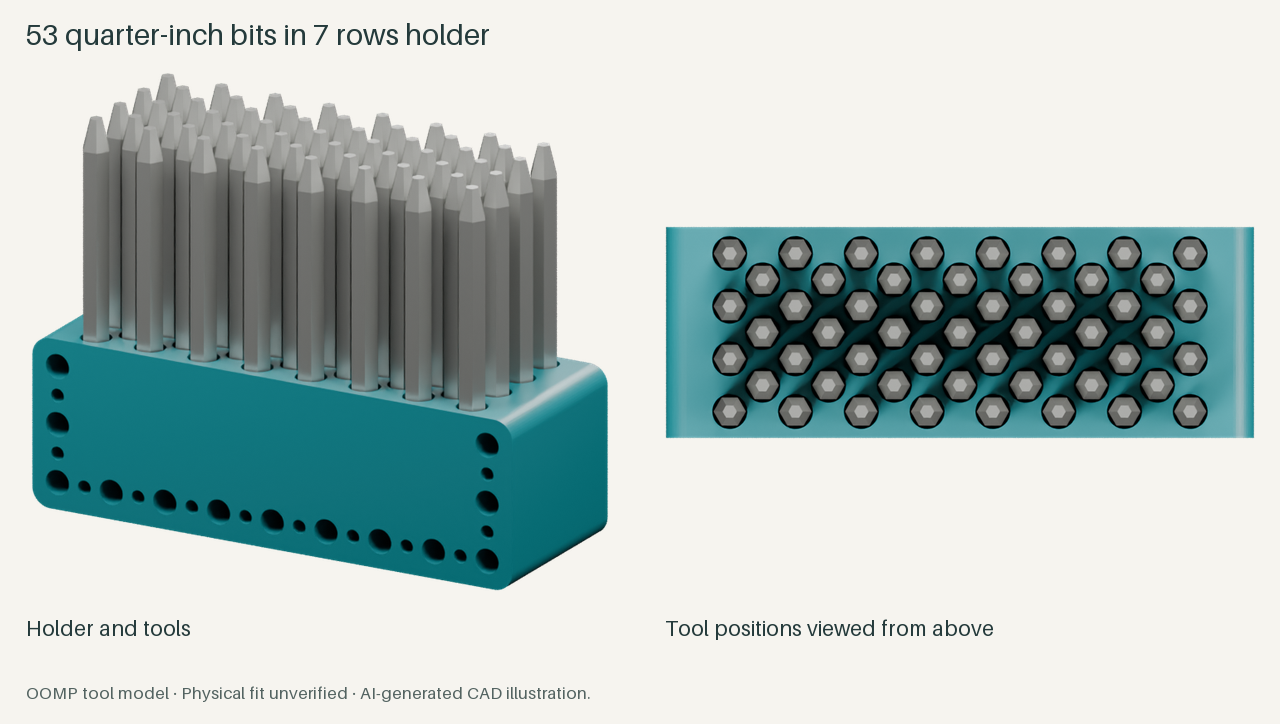 53 quarter-inch bits in 7 rows holder
Holder and tools
Tool positions viewed from above
OOMP tool model · Physical fit unverified · AI-generated CAD illustration.